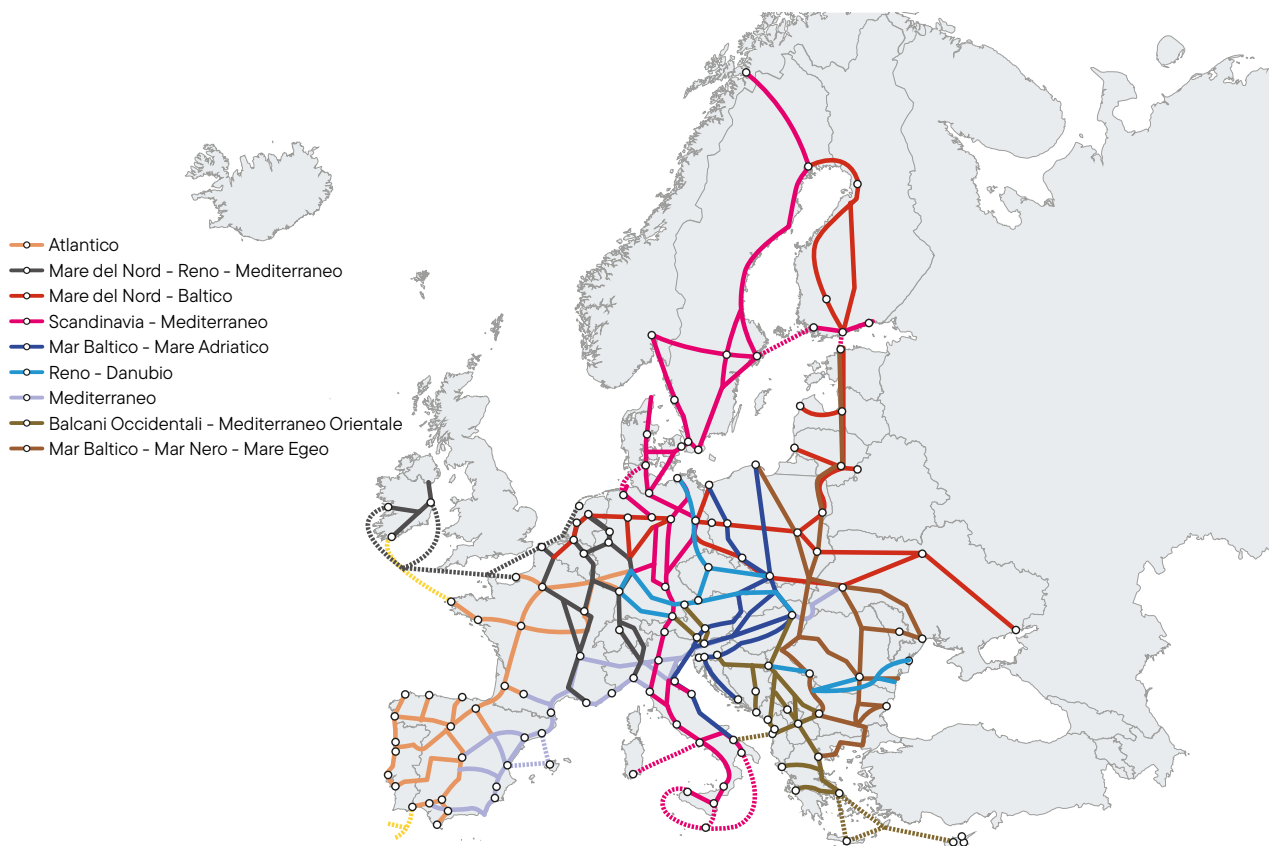 Atlantico
Mare del Nord - Reno - Mediterraneo
Mare del Nord - Baltico
Scandinavia - Mediterraneo
Mar Baltico - Mare Adriatico
Reno - Danubio
Mediterraneo
Balcani Occidentali - Mediterraneo Orientale
Mar Baltico - Mar Nero - Mare Egeo